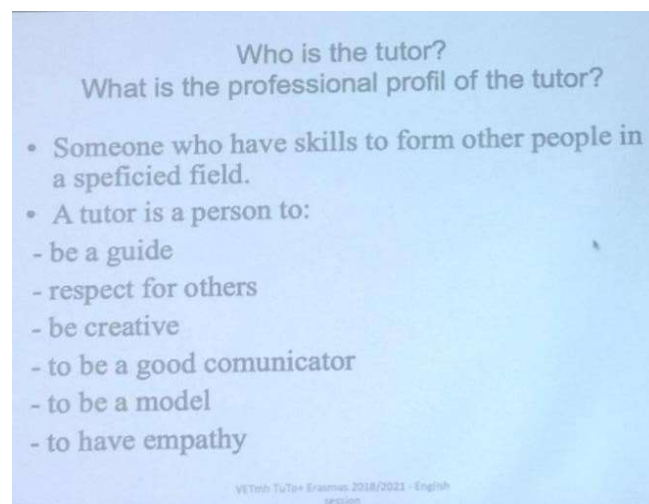 Who is the tutor?
What is the professional profil of the tutor?
• Someone who have skills to form other people in
a speficied field.
• A tutor is a person to:
- be a guide
- respect for others
- be creative
- to be a good comunicator
- to be a model
- to have empathy
VETmh TuTo+ Erasmus 2018/2021 - English
session